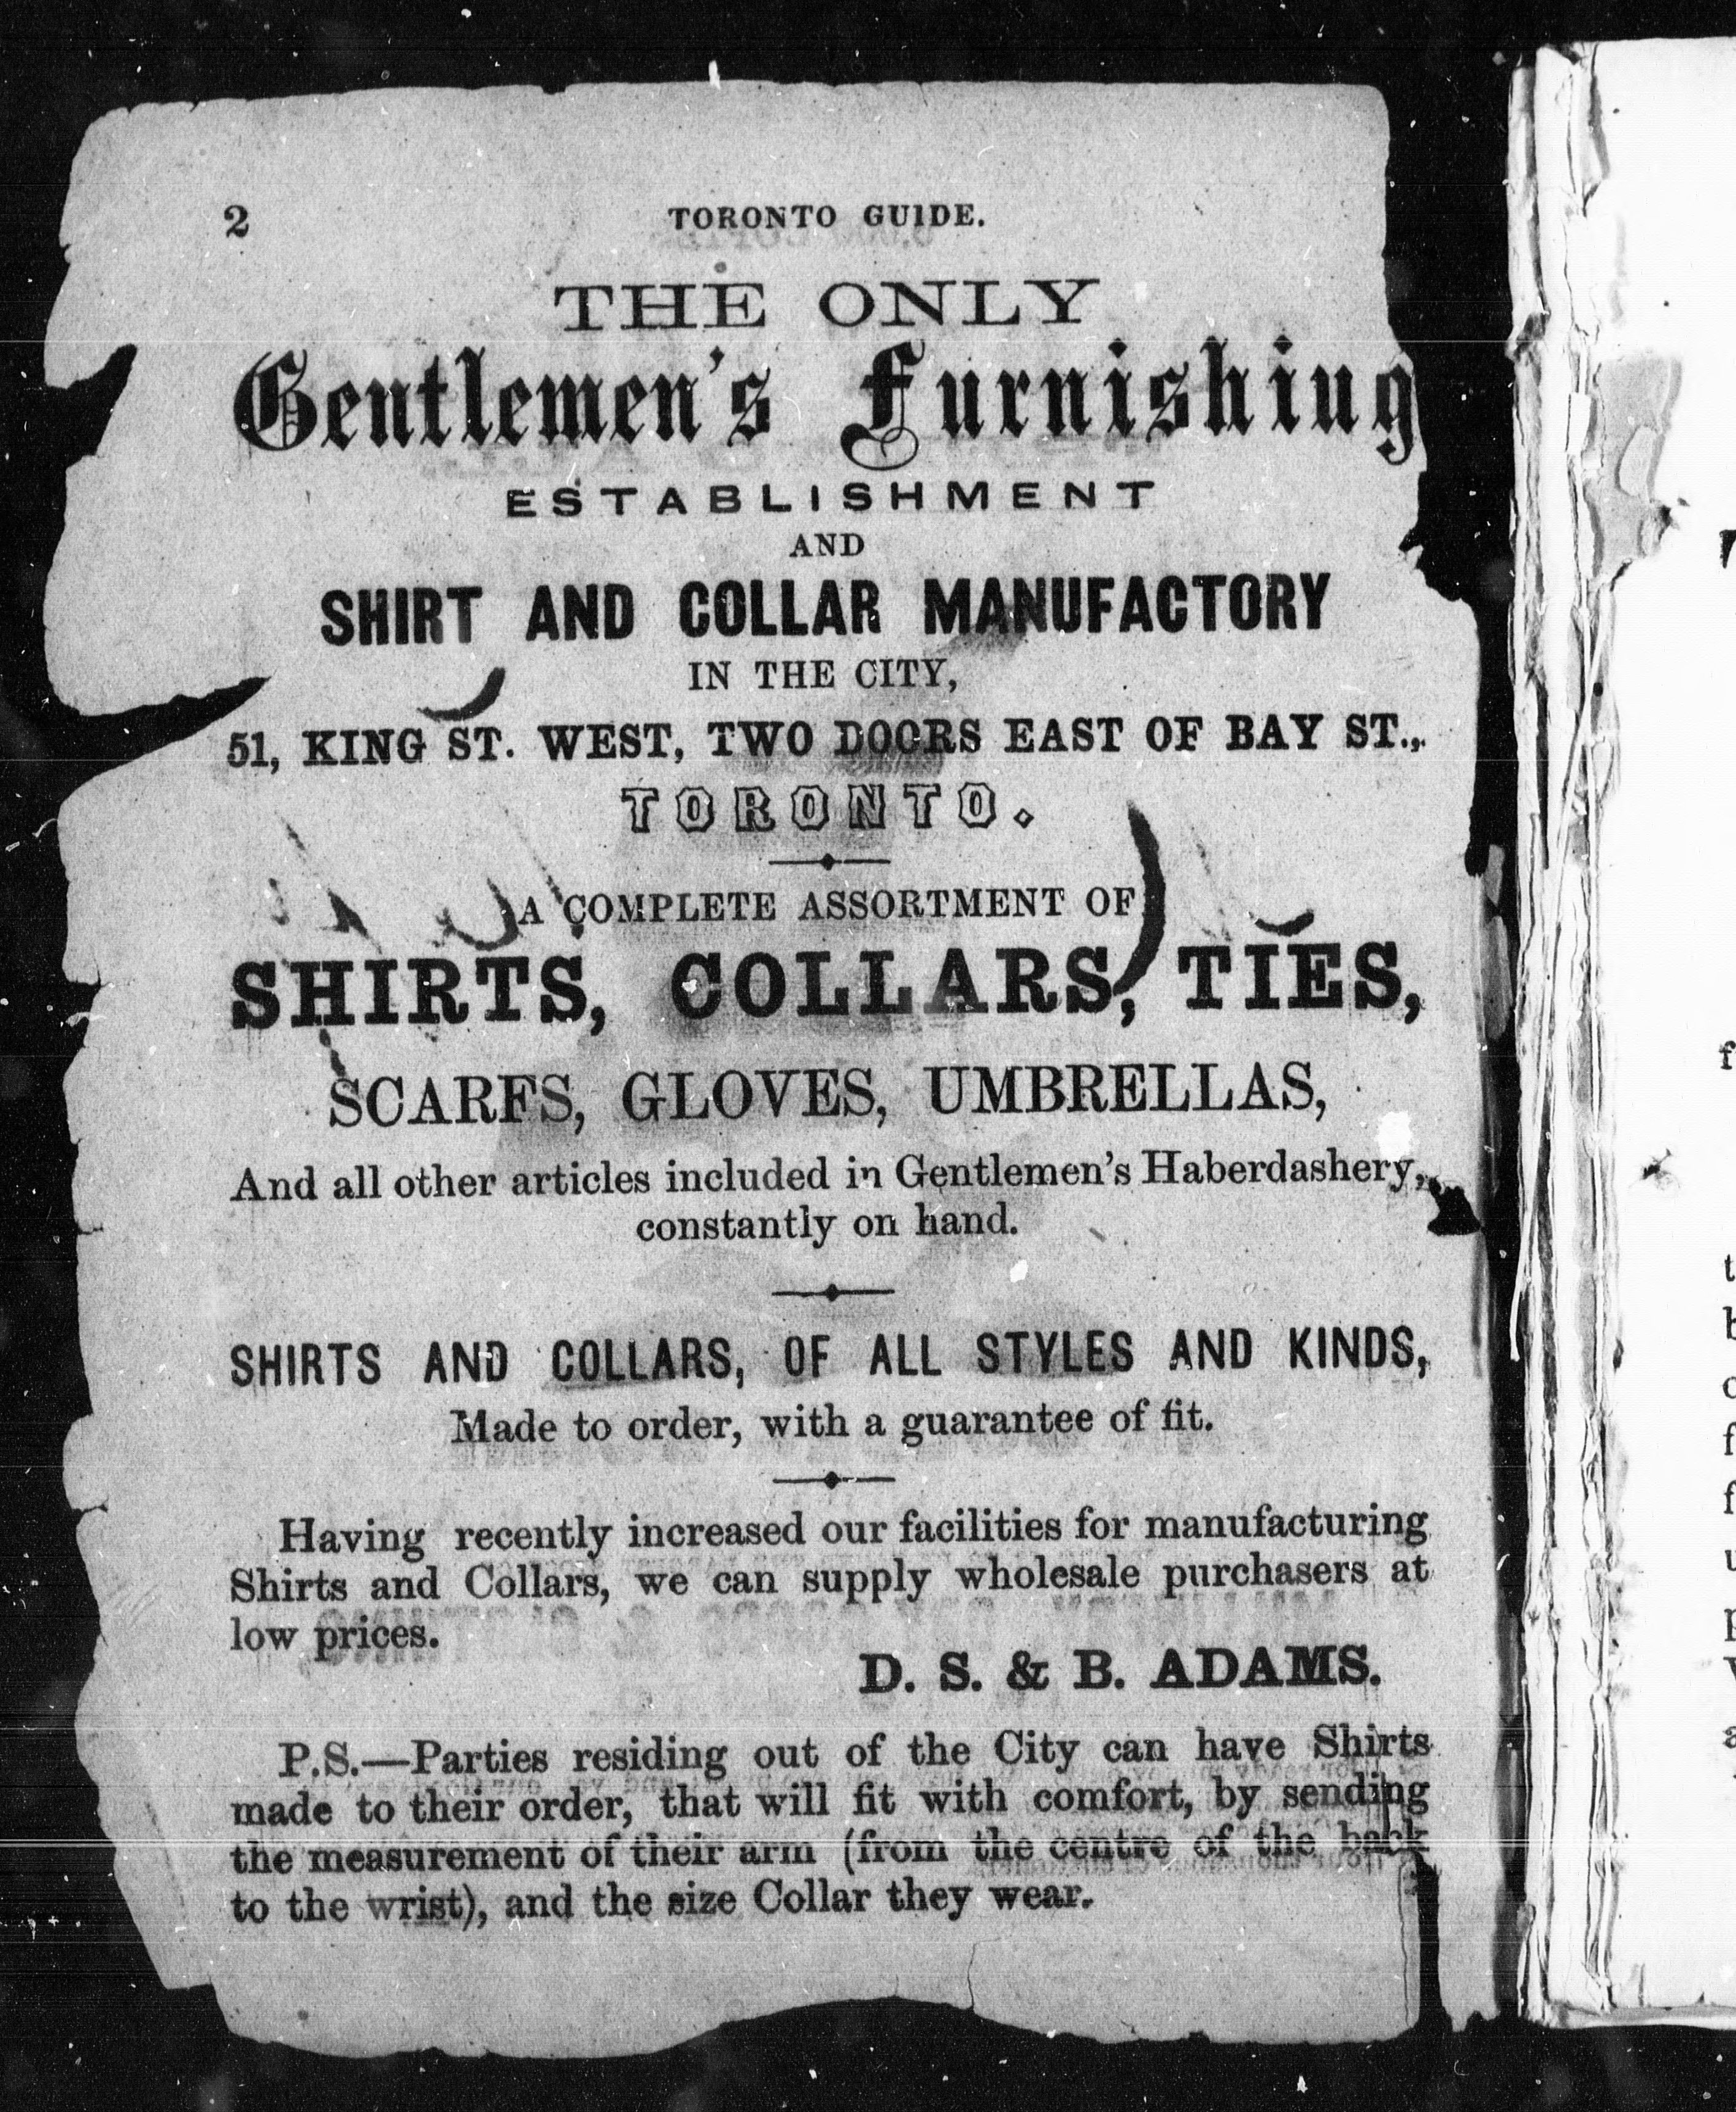 2 TORONTO GUIDE.
THE ONLY
Gentlemen's Furnishing
ESTABLISHMENT
AND
SHIRT AND COLLAR MANUFACTORY
IN THE CITY,
51, KING ST. WEST, TWO DOORS EAST OF BAY ST.,
TORONTO.
A COMPLETE ASSORTMENT OF
SHIRTS, COLLARS, TIES,
SCARFS, GLOVES, UMBRELLAS,
And all other articles included in Gentlemen's Haberdashery,
constantly on hand.
SHIRTS AND COLLARS, OF ALL STYLES AND KINDS,
Made to order, with a guarantee of fit.
Having recently increased our facilities for manufacturing
Shirts and Collars, we can supply wholesale purchasers at
low prices.
D. S. & B. ADAMS.
P.S.—Parties residing out of the City can have Shirts
made to their order, that will fit with comfort, by sending
the measurement of their arm (from the centre of the back
to the wrist), and the size Collar they wear.